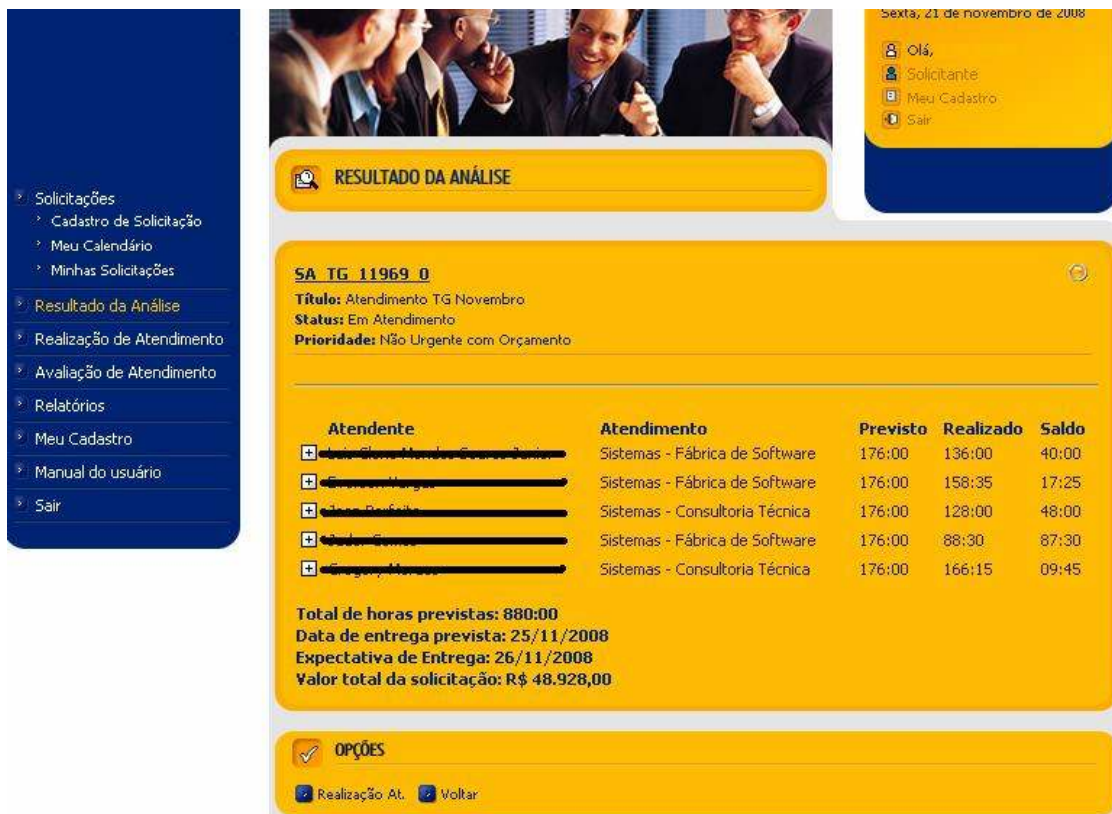 Sexta, 21 de novembro de 2008
Olá,
Solicitante
Meu Cadastro
Sair
Solicitações
Cadastro de Solicitação
Meu Calendário
Minhas Solicitações
Resultado da Análise
Realização de Atendimento
Avaliação de Atendimento
Relatórios
Meu Cadastro
Manual do usuário
Sair
RESULTADO DA ANÁLISE
SA_TG_11969_0
Título: Atendimento TG Novembro
Status: Em Atendimento
Prioridade: Não Urgente com Orçamento
Atendente Atendimento Previsto Realizado Saldo
Sistemas - Fábrica de Software 176:00 136:00 40:00
Sistemas - Fábrica de Software 176:00 158:35 17:25
Sistemas - Consultoria Técnica 176:00 128:00 48:00
Sistemas - Fábrica de Software 176:00 88:30 87:30
Sistemas - Consultoria Técnica 176:00 166:15 09:45
Total de horas previstas: 880:00
Data de entrega prevista: 25/11/2008
Expectativa de Entrega: 26/11/2008
Valor total da solicitação: R$ 48.928,00
OPÇÕES
Realização At. Voltar